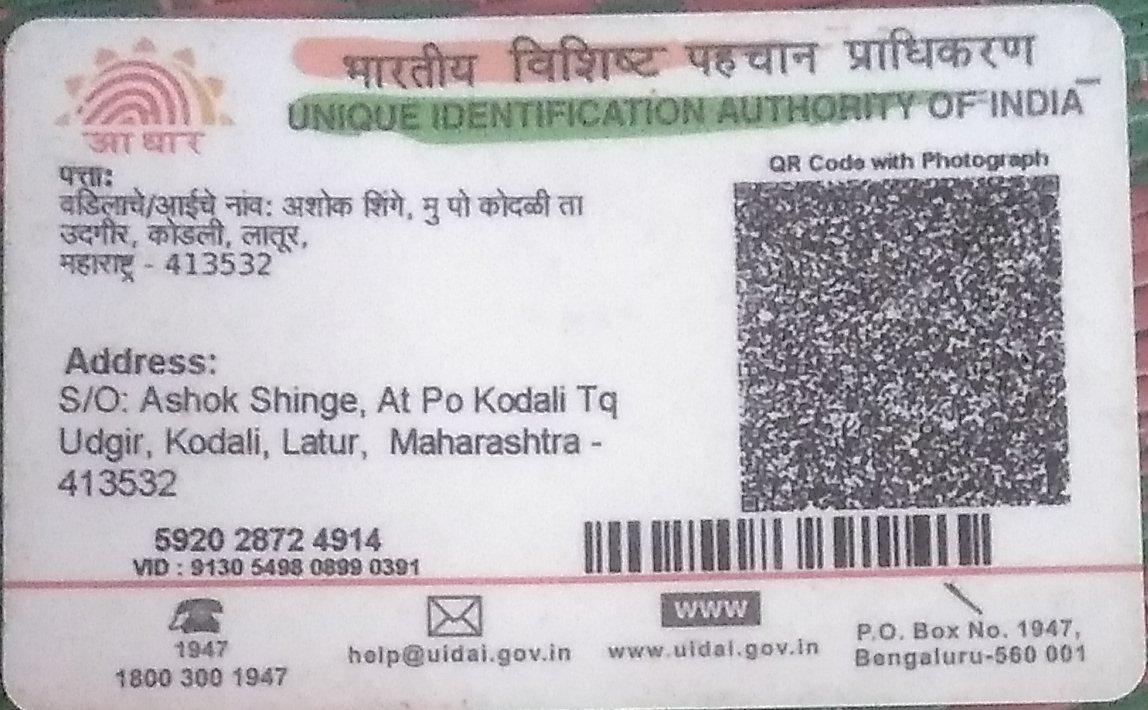 भारतीय विशिष्ट पहचान प्राधिकरण
UNIQUE IDENTIFICATION AUTHORITY OF INDIA
आधार
QR Code with Photograph
पत्ता:
वडिलाचे/आईचे नांव: अशोक शिंगे, मु पो कोदळी ता
उदगीर, कोडली, लातूर,
महाराष्ट्र - 413532
Address:
S/O: Ashok Shinge, At Po Kodali Tq
Udgir, Kodali, Latur, Maharashtra -
413532
5920 2872 4914
VID : 9130 5498 0899 0391
1947
1800 300 1947
help@uidai.gov.in
www
www.uidai.gov.in
P.O. Box No. 1947,
Bengaluru-560 001